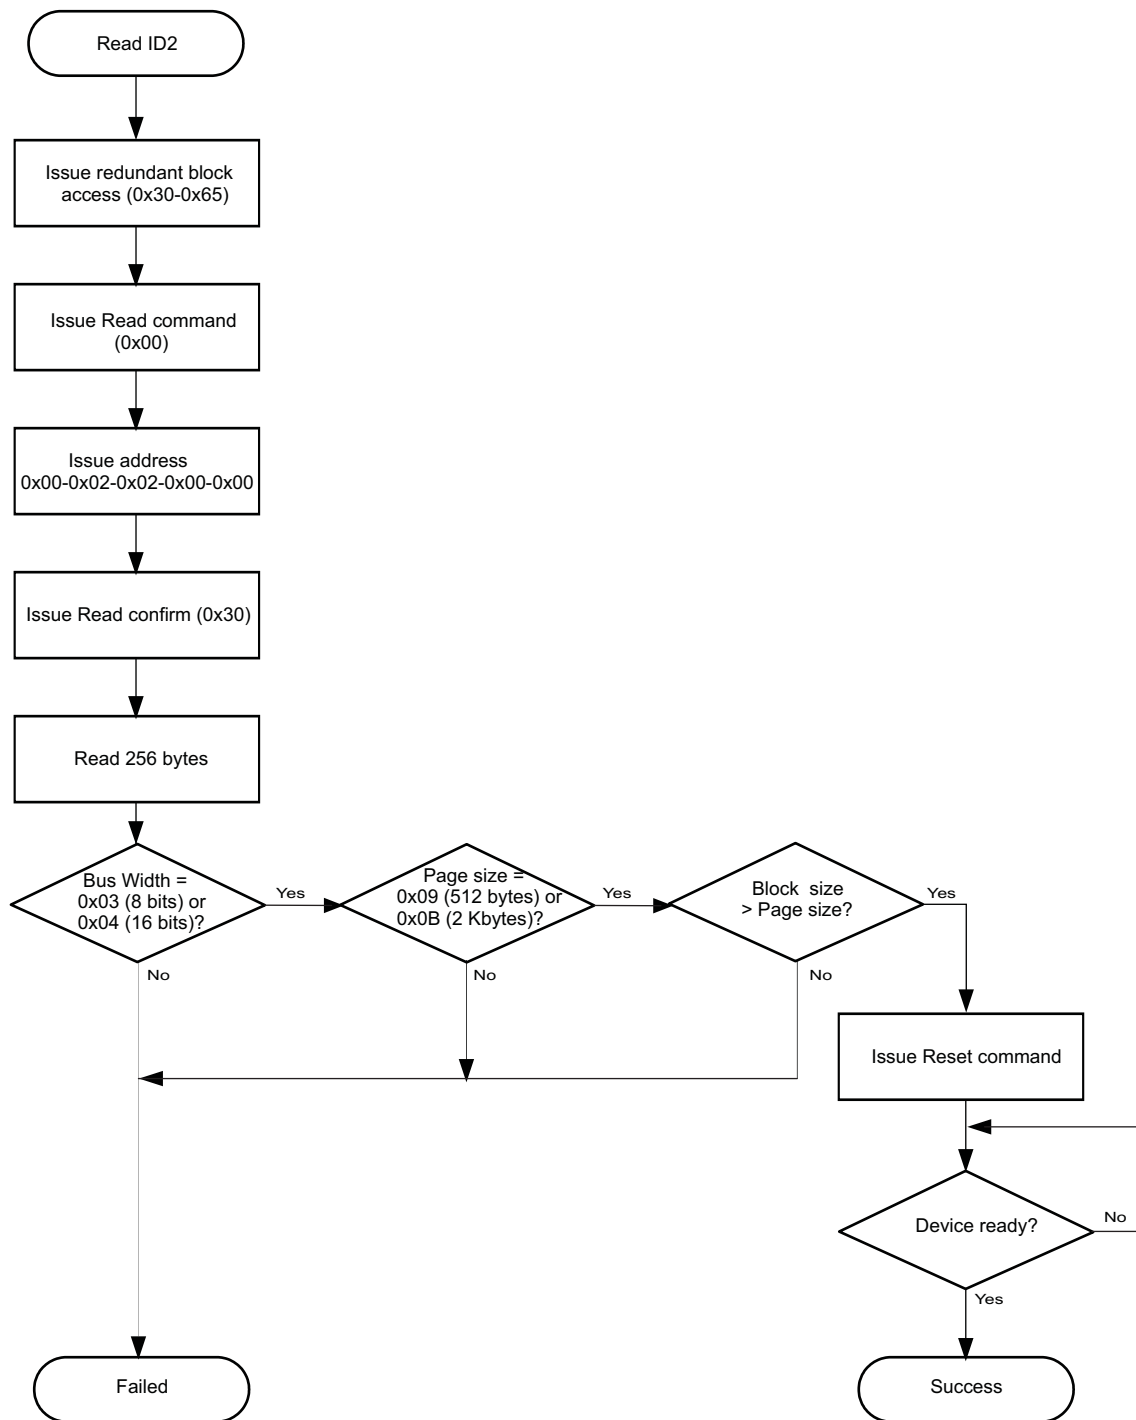 Read ID2
Issue redundant block
access (0x30-0x65)
Issue Read command
(0x00)
Issue address
0x00-0x02-0x02-0x00-0x00
Issue Read confirm (0x30)
Read 256 bytes
Bus Width =
0x03 (8 bits) or
0x04 (16 bits)?
Yes
No
Page size =
0x09 (512 bytes) or
0x0B (2 Kbytes)?
Yes
No
Block size
> Page size?
Yes
No
Issue Reset command
Device ready?
No
Yes
Failed
Success